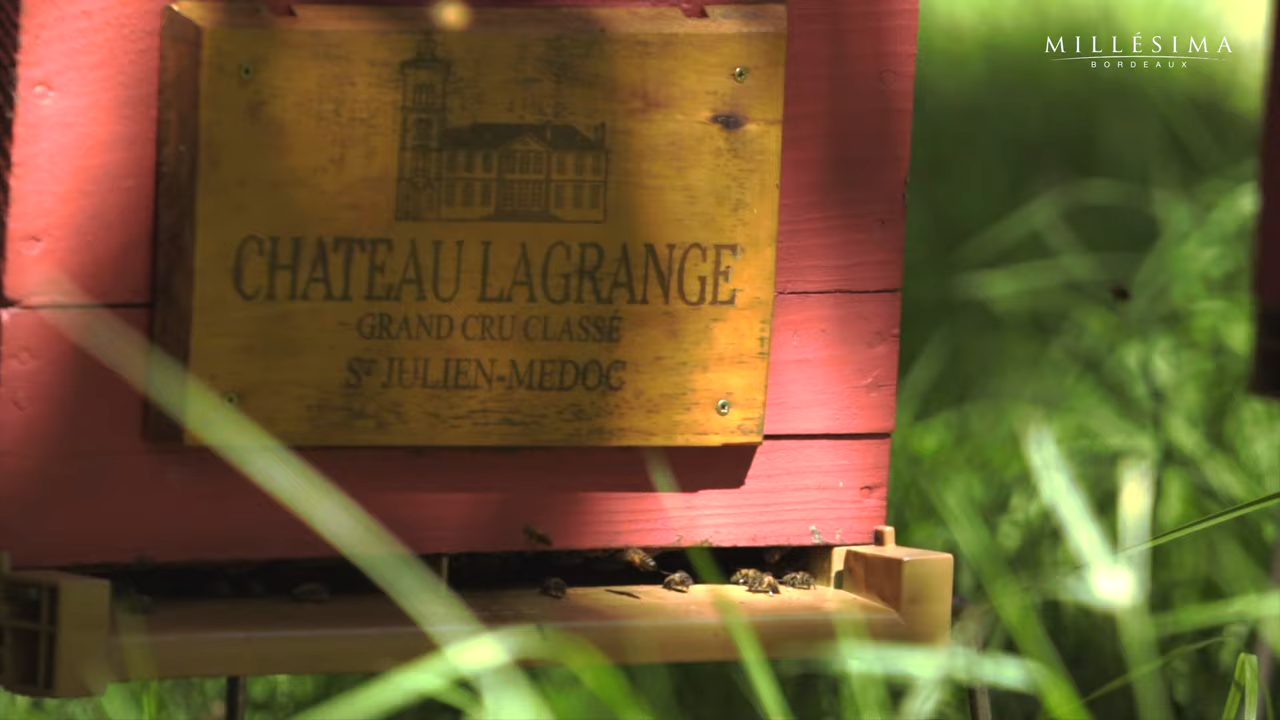 MILLÉSIMA
BORDEAUX
CHATEAU LAGRANGE
GRAND CRU CLASSÉ
ST JULIEN-MEDOC